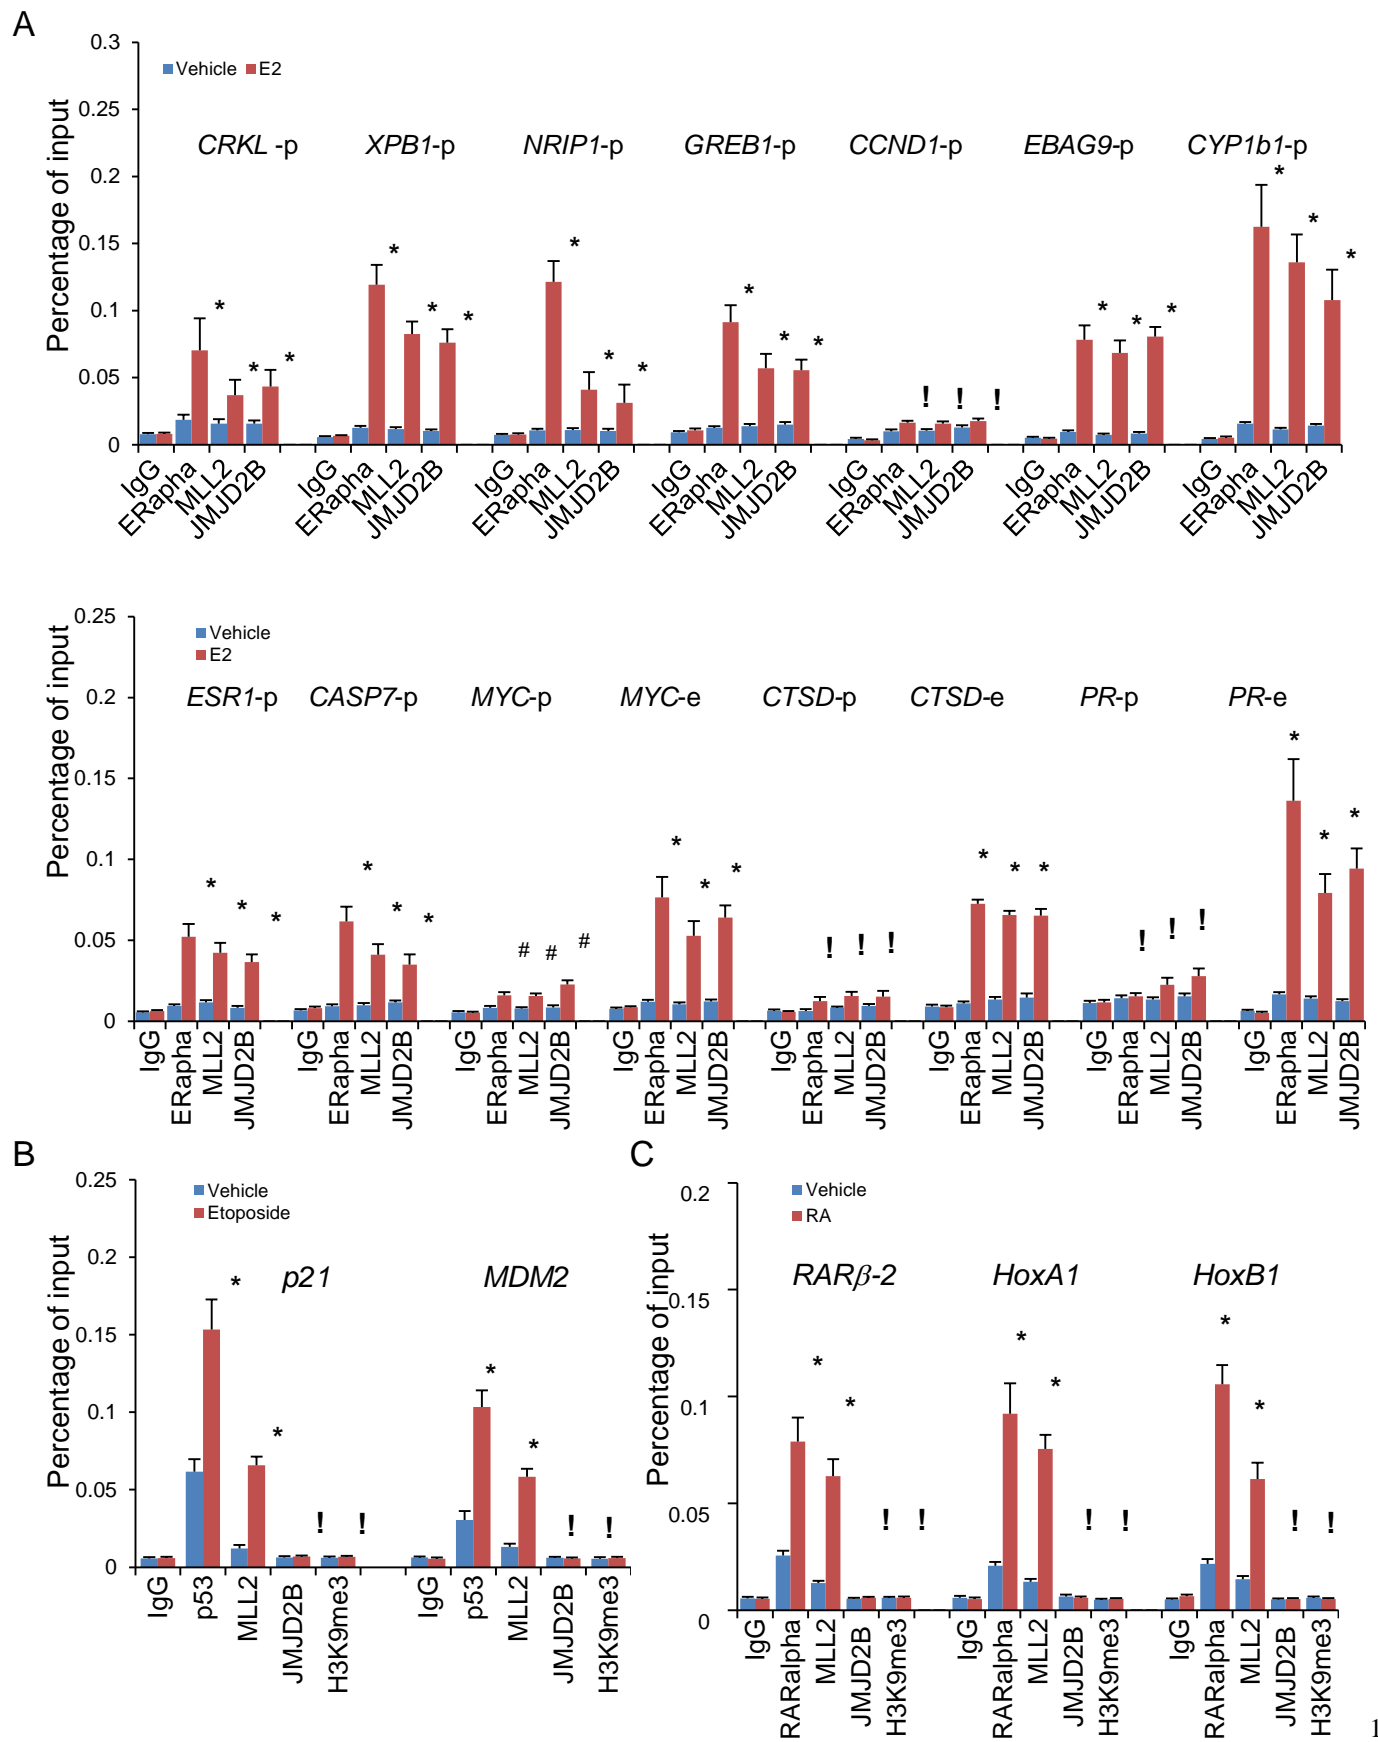 A
0.3
0.25
0.2
0.15
0.1
0.05
0
Percentage of input
Vehicle E2
CRKL -p XPB1-p NRIP1-p GREB1-p CCND1-p EBAG9-p CYP1b1-p
* * * * * * * * * * * * ! ! ! * * * * * *
IgG ERapha MLL2 JMJD2B IgG ERapha MLL2 JMJD2B IgG ERapha MLL2 JMJD2B IgG ERapha MLL2 JMJD2B IgG ERapha MLL2 JMJD2B IgG ERapha MLL2 JMJD2B IgG ERapha MLL2 JMJD2B
0.25
0.2
0.15
0.1
0.05
0
Percentage of input
Vehicle
E2
ESR1-p CASP7-p MYC-p MYC-e CTSD-p CTSD-e PR-p PR-e
* * * * * * # # # * * * ! ! ! * * * ! ! ! * * *
IgG ERapha MLL2 JMJD2B IgG ERapha MLL2 JMJD2B IgG ERapha MLL2 JMJD2B IgG ERapha MLL2 JMJD2B IgG ERapha MLL2 JMJD2B IgG ERapha MLL2 JMJD2B IgG ERapha MLL2 JMJD2B IgG ERapha MLL2 JMJD2B
B
0.25
0.2
0.15
0.1
0.05
0
Percentage of input
Vehicle
Etoposide
p21 MDM2
* * ! ! * * ! !
IgG p53 MLL2 JMJD2B H3K9me3 IgG p53 MLL2 JMJD2B H3K9me3
C
0.2
0.15
0.1
0.05
0
Percentage of input
Vehicle
RA
RARβ-2 HoxA1 HoxB1
* * ! ! * * ! ! * * ! !
IgG RARalpha MLL2 JMJD2B H3K9me3 IgG RARalpha MLL2 JMJD2B H3K9me3 IgG RARalpha MLL2 JMJD2B H3K9me3
1